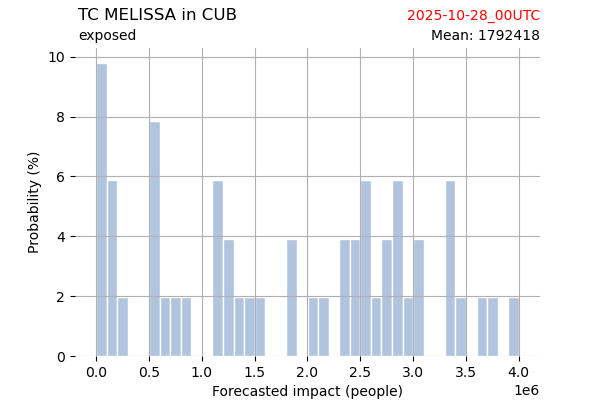 TC MELISSA in CUB
2025-10-28_00UTC
exposed
Mean: 1792418
Probability (%)
10
8
6
4
2
0
0.0 0.5 1.0 1.5 2.0 2.5 3.0 3.5 4.0
1e6
Forecasted impact (people)